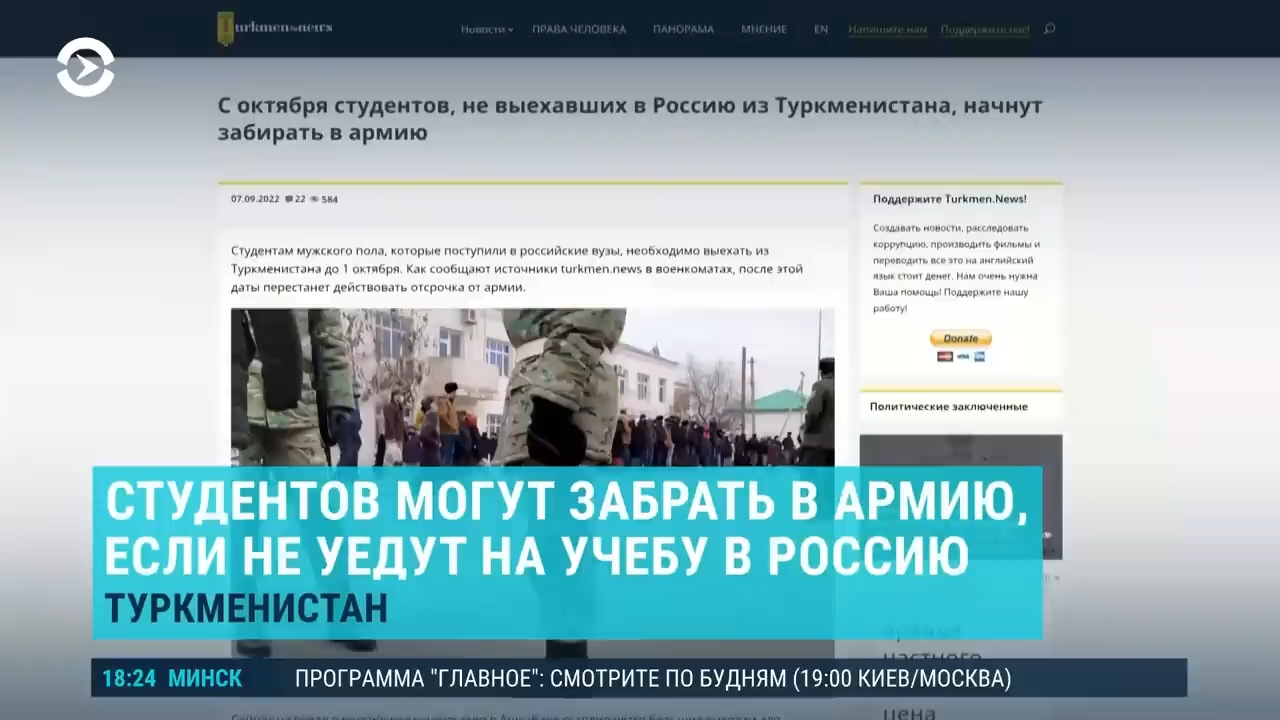 Turkmen.news
Новости ПРАВА ЧЕЛОВЕКА ПАНОРАМА МНЕНИЕ EN Напишите нам Поддержите нас!
С октября студентов, не выехавших в Россию из Туркменистана, начнут
забирать в армию
07.09.2022 22 584
Студентам мужского пола, которые поступили в российские вузы, необходимо выехать из
Туркменистана до 1 октября. Как сообщают источники turkmen.news в военкоматах, после этой
даты перестанет действовать отсрочка от армии.
Поддержите Turkmen.News!
Создавать новости, расследовать
коррупцию, производить фильмы и
переводить все это на английский
язык стоит денег. Нам очень нужна
Ваша помощь! Поддержите нашу
работу!
Donate
VISA
Политические заключенные
СТУДЕНТОВ МОГУТ ЗАБРАТЬ В АРМИЮ,
ЕСЛИ НЕ УЕДУТ НА УЧЕБУ В РОССИЮ
ТУРКМЕНИСТАН
частного
18:24 МИНСК ПРОГРАММА "ГЛАВНОЕ": СМОТРИТЕ ПО БУДНЯМ (19:00 КИЕВ/МОСКВА)
цена